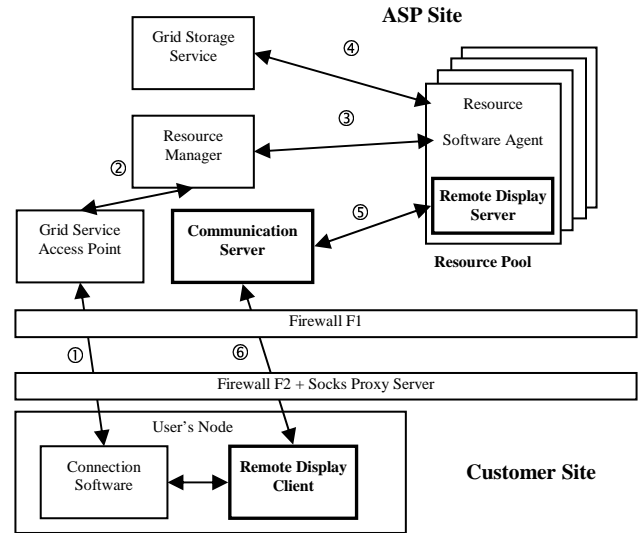 ASP Site
Grid Storage
Service
④
Resource
Software Agent
③
Resource
Manager
②
Remote Display
Server
⑤
Grid Service
Access Point
Communication
Server
Resource Pool
Firewall F1
①
⑥
Firewall F2 + Socks Proxy Server
User's Node
Connection
Software
Remote Display
Client
Customer Site